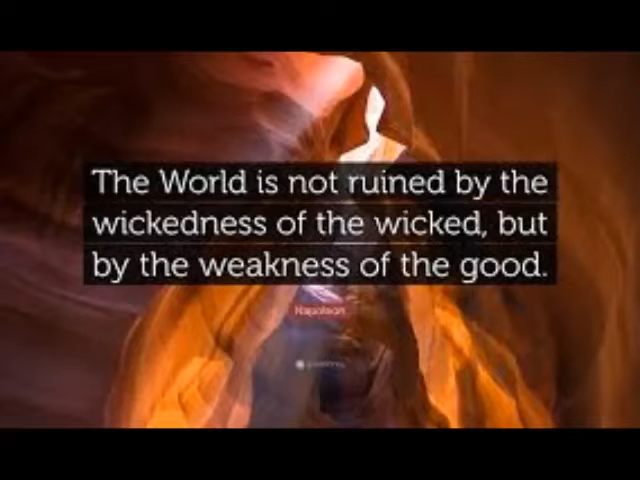 The World is not ruined by the
wickedness of the wicked, but
by the weakness of the good.
Napoleon